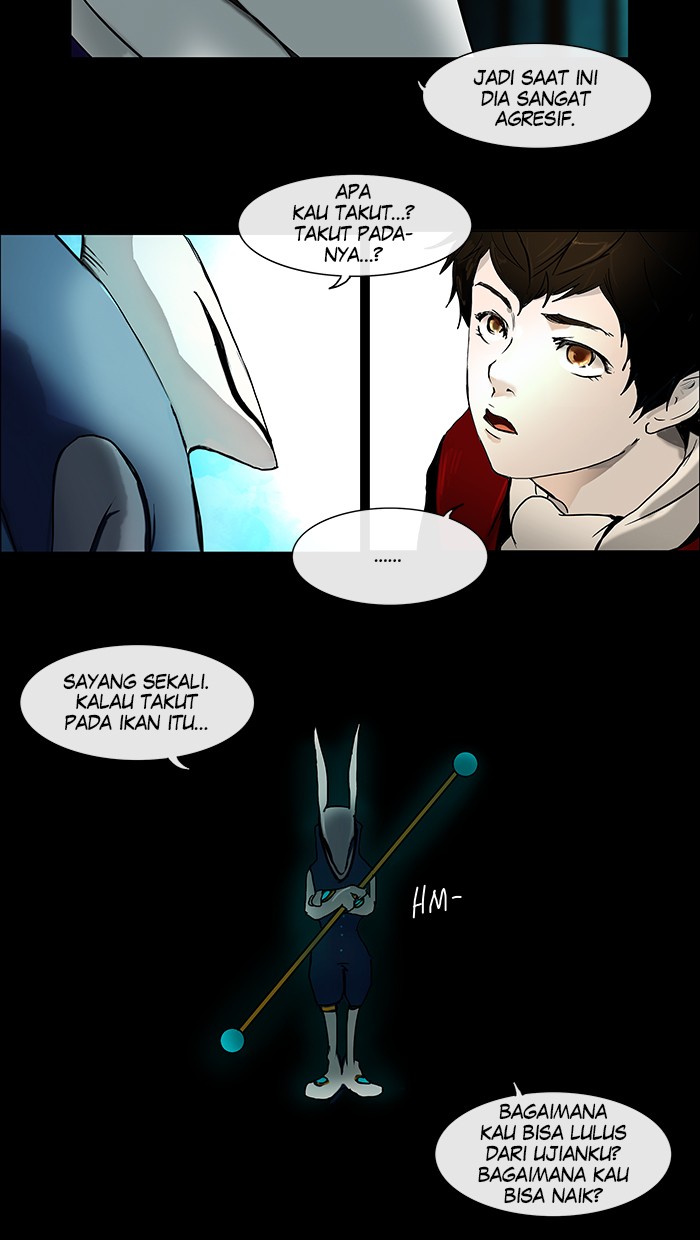 JADI SAAT INI
DIA SANGAT
AGRESIF.
APA
KAU TAKUT...?
TAKUT PADA-
NYA...?
......
SAYANG SEKALI.
KALAU TAKUT
PADA IKAN ITU...
HM-
BAGAIMANA
KAU BISA LULUS
DARI UJIANKU?
BAGAIMANA KAU
BISA NAIK?